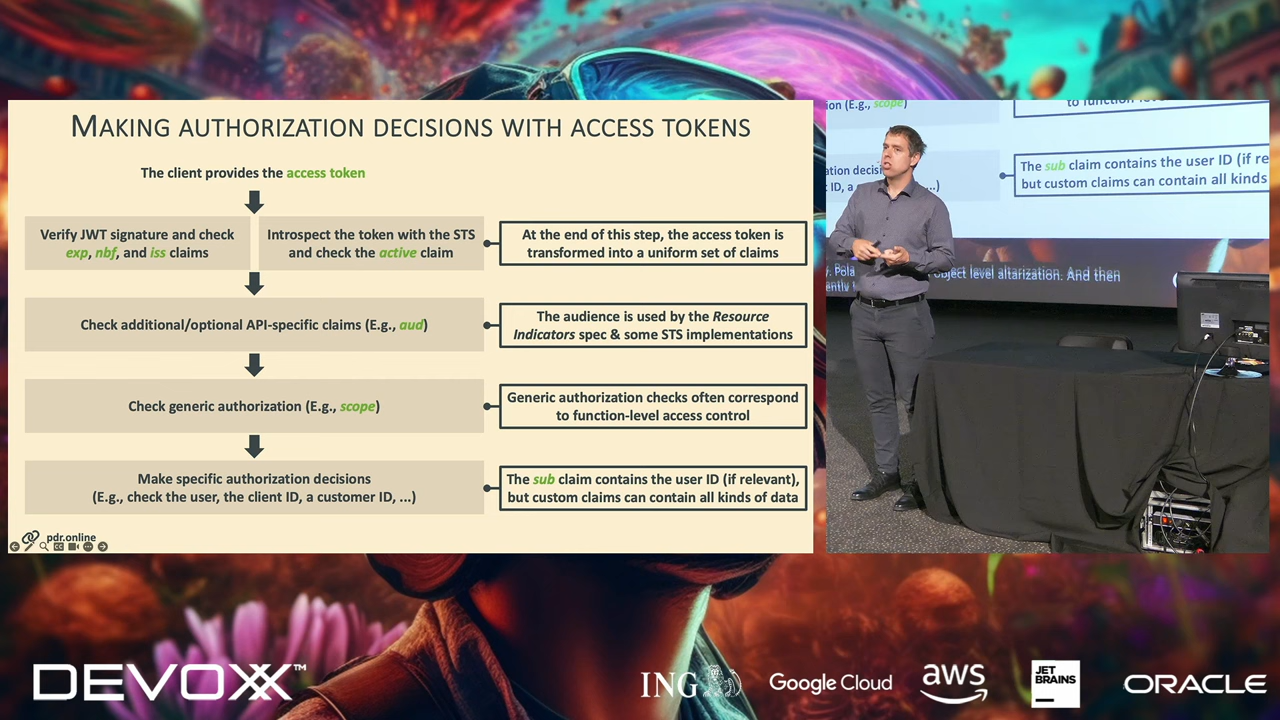 MAKING AUTHORIZATION DECISIONS WITH ACCESS TOKENS
The client provides the access token
Verify JWT signature and check
exp, nbf, and iss claims
Introspect the token with the STS
and check the active claim
At the end of this step, the access token is
transformed into a uniform set of claims
Check additional/optional API-specific claims (E.g., aud)
The audience is used by the Resource
Indicators spec & some STS implementations
Check generic authorization (E.g., scope)
Generic authorization checks often correspond
to function-level access control
Make specific authorization decisions
(E.g., check the user, the client ID, a customer ID, ...)
The sub claim contains the user ID (if relevant),
but custom claims can contain all kinds of data
pdr.online
ion (E.g., scope)
to function
The sub claim contains the user ID (if re
but custom claims can contain all kinds
object level altarization. And then
DEVOXX™
ING
Google Cloud
aws
JET
BRAINS
ORACLE